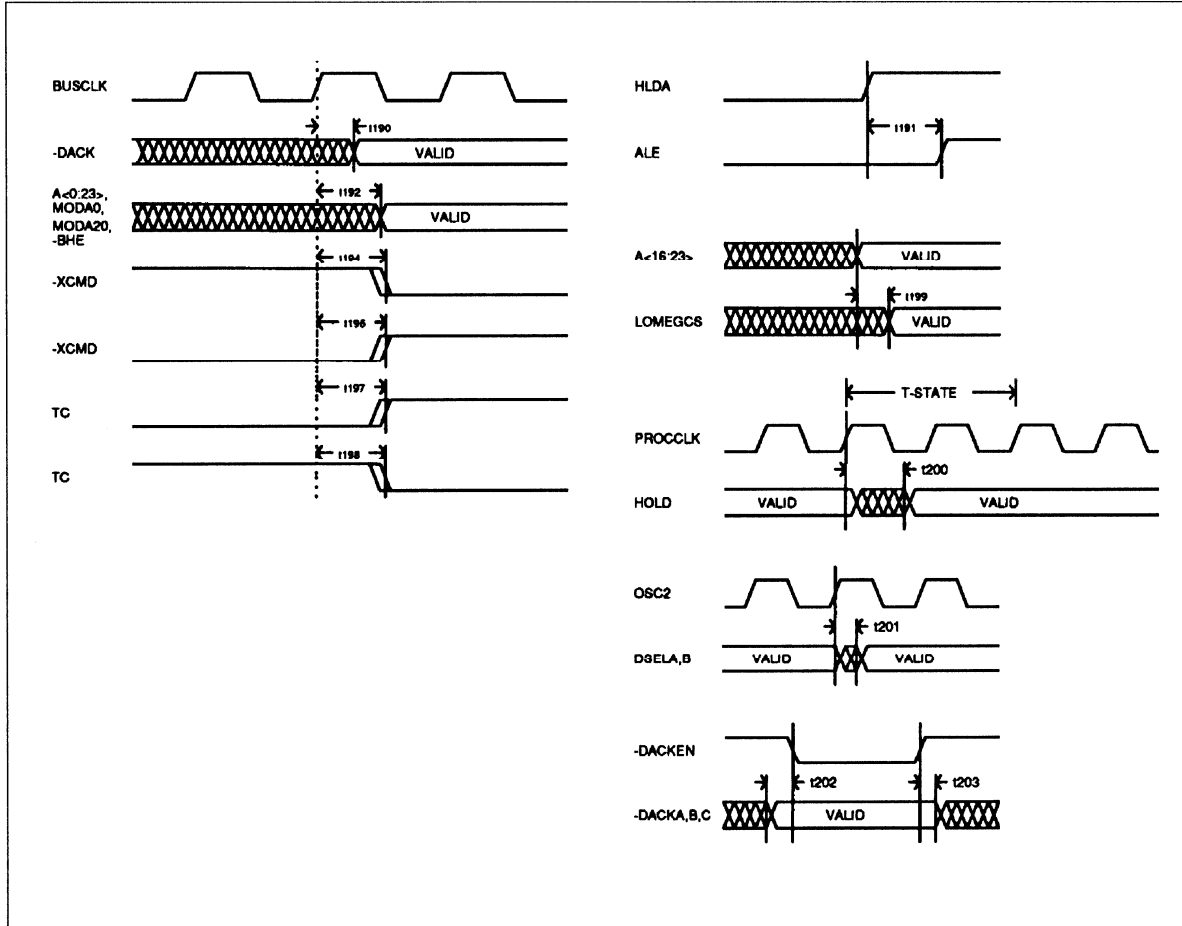 BUSCLK
t190
-DACK
VALID
A<0:23>,
MODA0,
MODA20,
-BHE
t192
VALID
t194
-XCMD
t196
-XCMD
t197
TC
t198
TC
HLDA
t191
ALE
A<16:23>
VALID
t199
LOMEGCS
VALID
T-STATE
PROCCLK
t200
HOLD
VALID
VALID
OSC2
t201
DSELA,B
VALID
VALID
-DACKEN
t202
t203
-DACKA,B,C
VALID